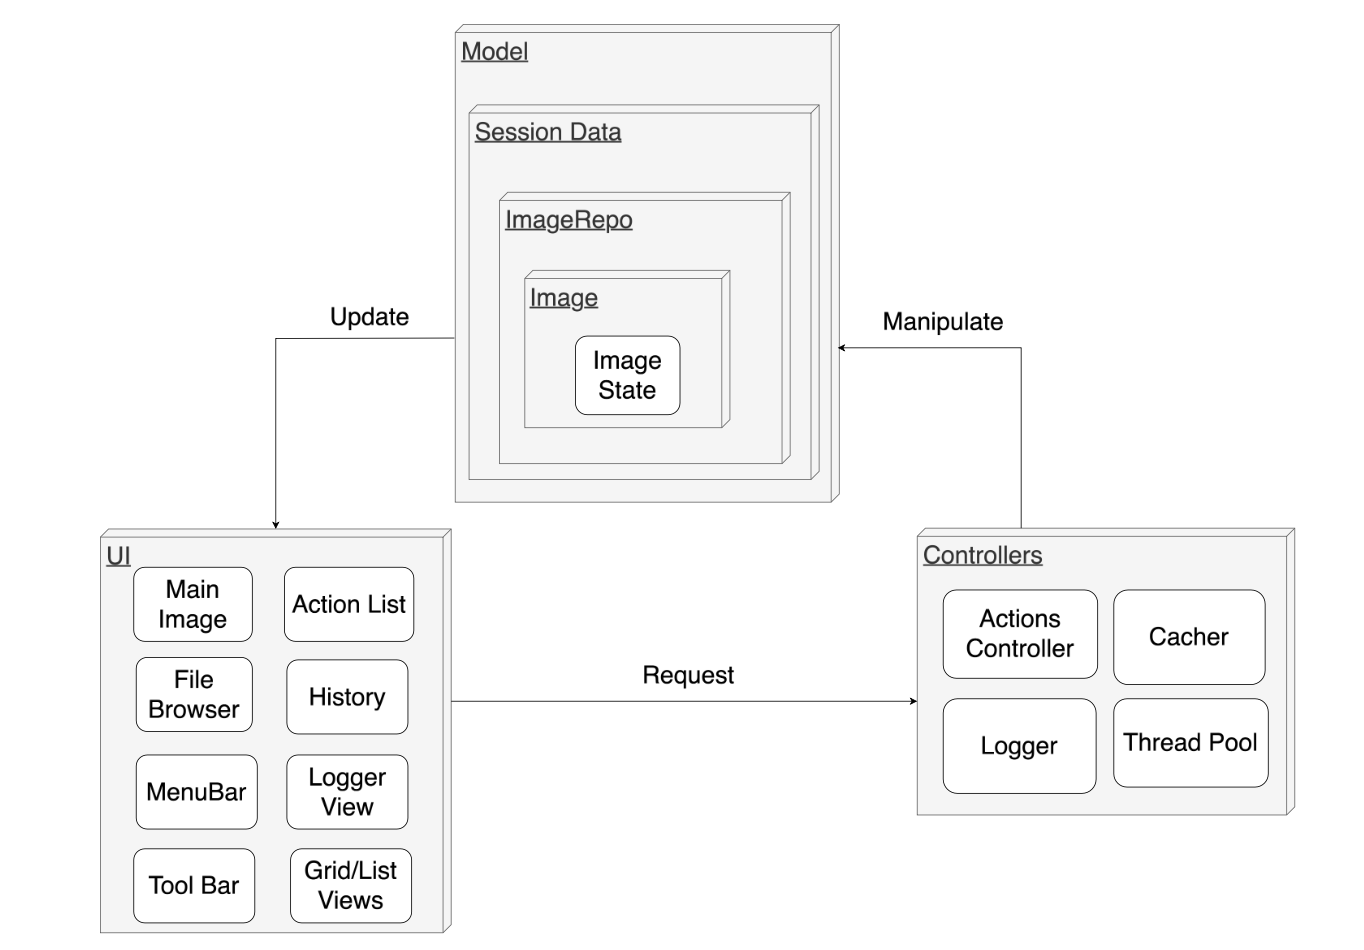 Model
Session Data
ImageRepo
Image
Image
State
Update
Manipulate
UI
Main
Image
Action List
File
Browser
History
MenuBar
Logger
View
Tool Bar
Grid/List
Views
Request
Controllers
Actions
Controller
Cacher
Logger
Thread Pool